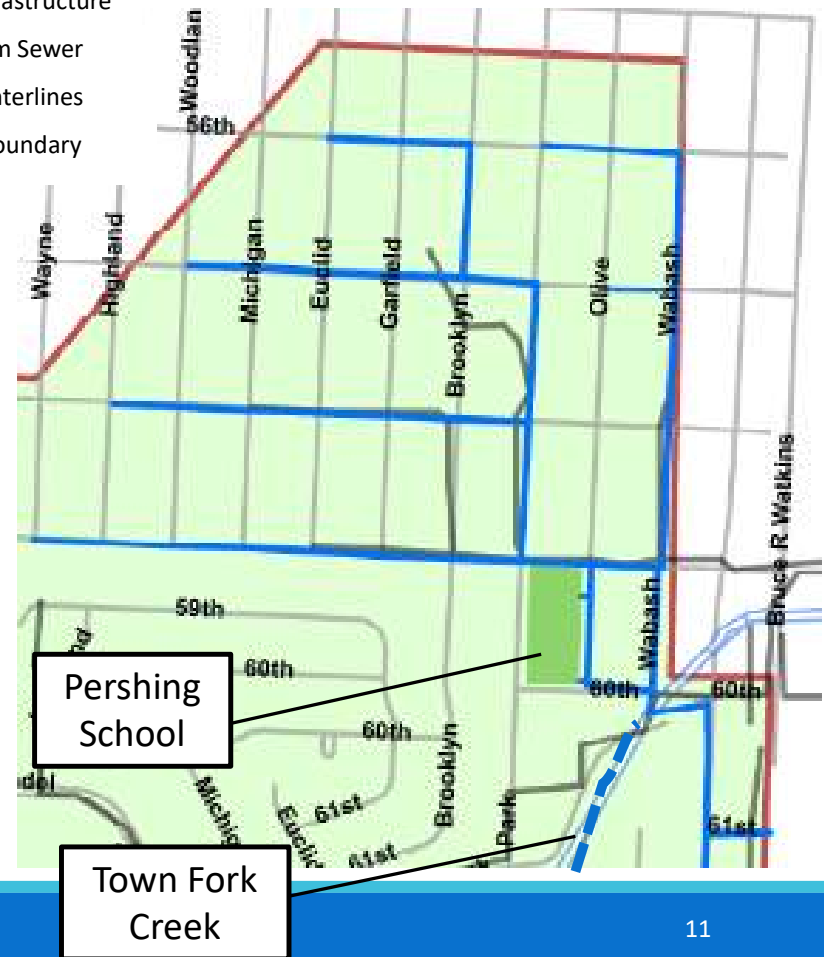 astructure
m Sewer
aterlines
oundary
Woodlan
56th
Wayne
Highland
Michigan
Euclid
Garfield
Brooklyn
Olive
Wabash
Bruce R Watkins
59th
Wabash
60th
60th
60th
Pershing
School
60th
Brooklyn
Park
Michig
Euclid
61st
61st
61st
Town Fork
Creek
11